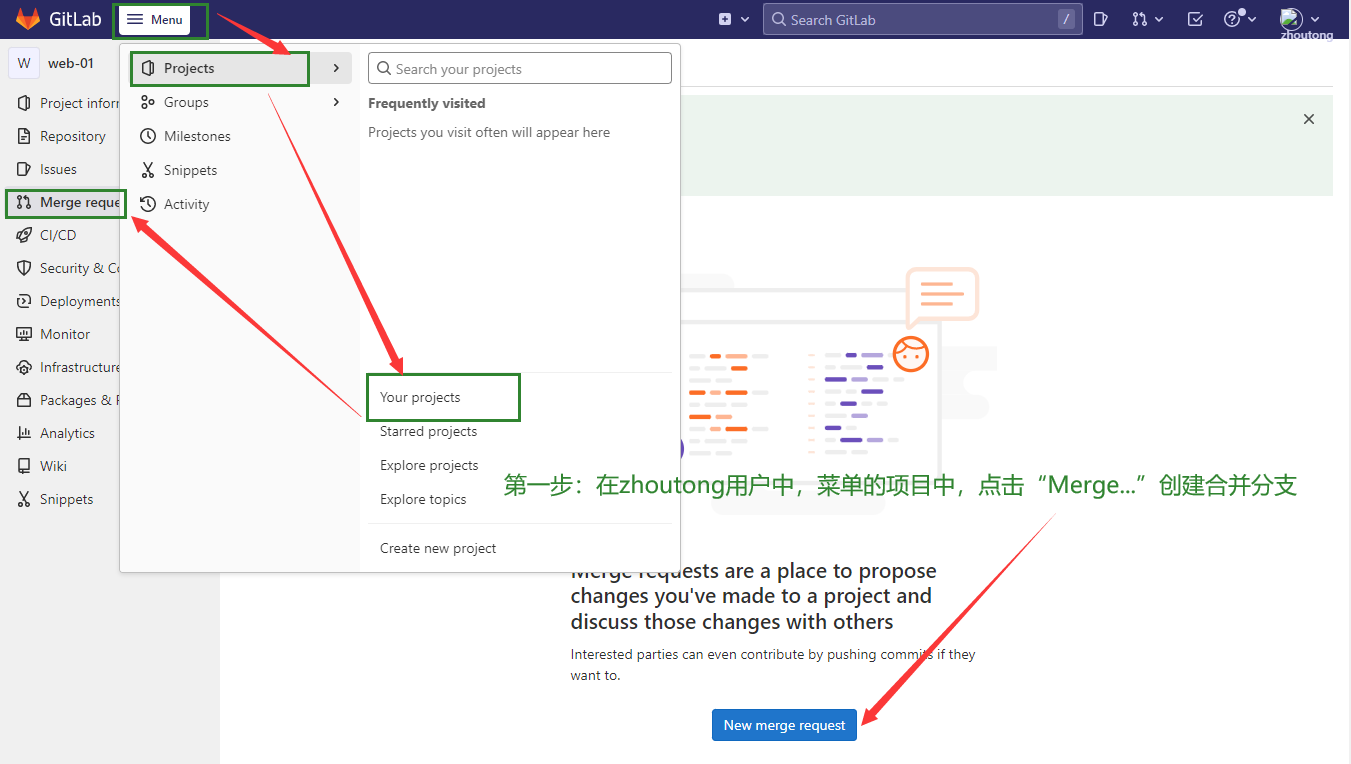 GitLab
Menu
Search GitLab
/
zhoutong
W
web-01
Project inform
Repository
Issues
Merge reque
CI/CD
Security & Co
Deployments
Monitor
Infrastructure
Packages & R
Analytics
Wiki
Snippets
Projects
Groups
Milestones
Snippets
Activity
Search your projects
Frequently visited
Projects you visit often will appear here
Your projects
Starred projects
Explore projects
Explore topics
Create new project
第一步：在zhoutong用户中，菜单的项目中，点击“Merge...”创建合并分支
Merge requests are a place to propose
changes you've made to a project and
discuss those changes with others
Interested parties can even contribute by pushing commits if they
want to.
New merge request